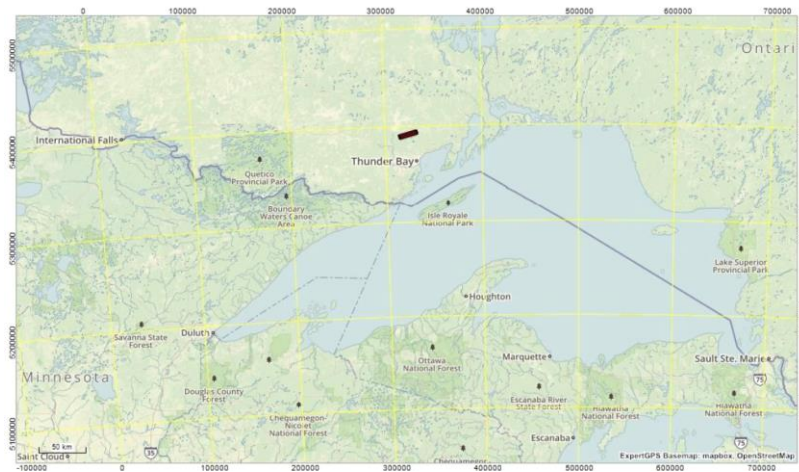 0 100000 200000 300000 400000 500000 600000 700000
Ontari
5500000
International Falls
Thunder Bay
5400000
Quetico
Provincial Park
Boundary
Waters Canoe
Area
Isle Royale
National Park
5300000
Lake Superior
Provincial Park
Houghton
Duluth
Savanna State
Forest
5200000
Ottawa
National Forest
Marquette
Sault Ste. Marie
Minnesota
Douglas County
Forest
75
Escanaba River
State Forest
Hiawatha
National Forest
Hiawatha
National Forest
Chequamegon-
Nicolet
National Forest
5100000
Escanaba
75
50 km
35
Saint Cloud
Chequamegon-
ExpertGPS Basemap: mapbox, OpenStreetMap
-100000 0 100000 200000 300000 400000 500000 600000 700000